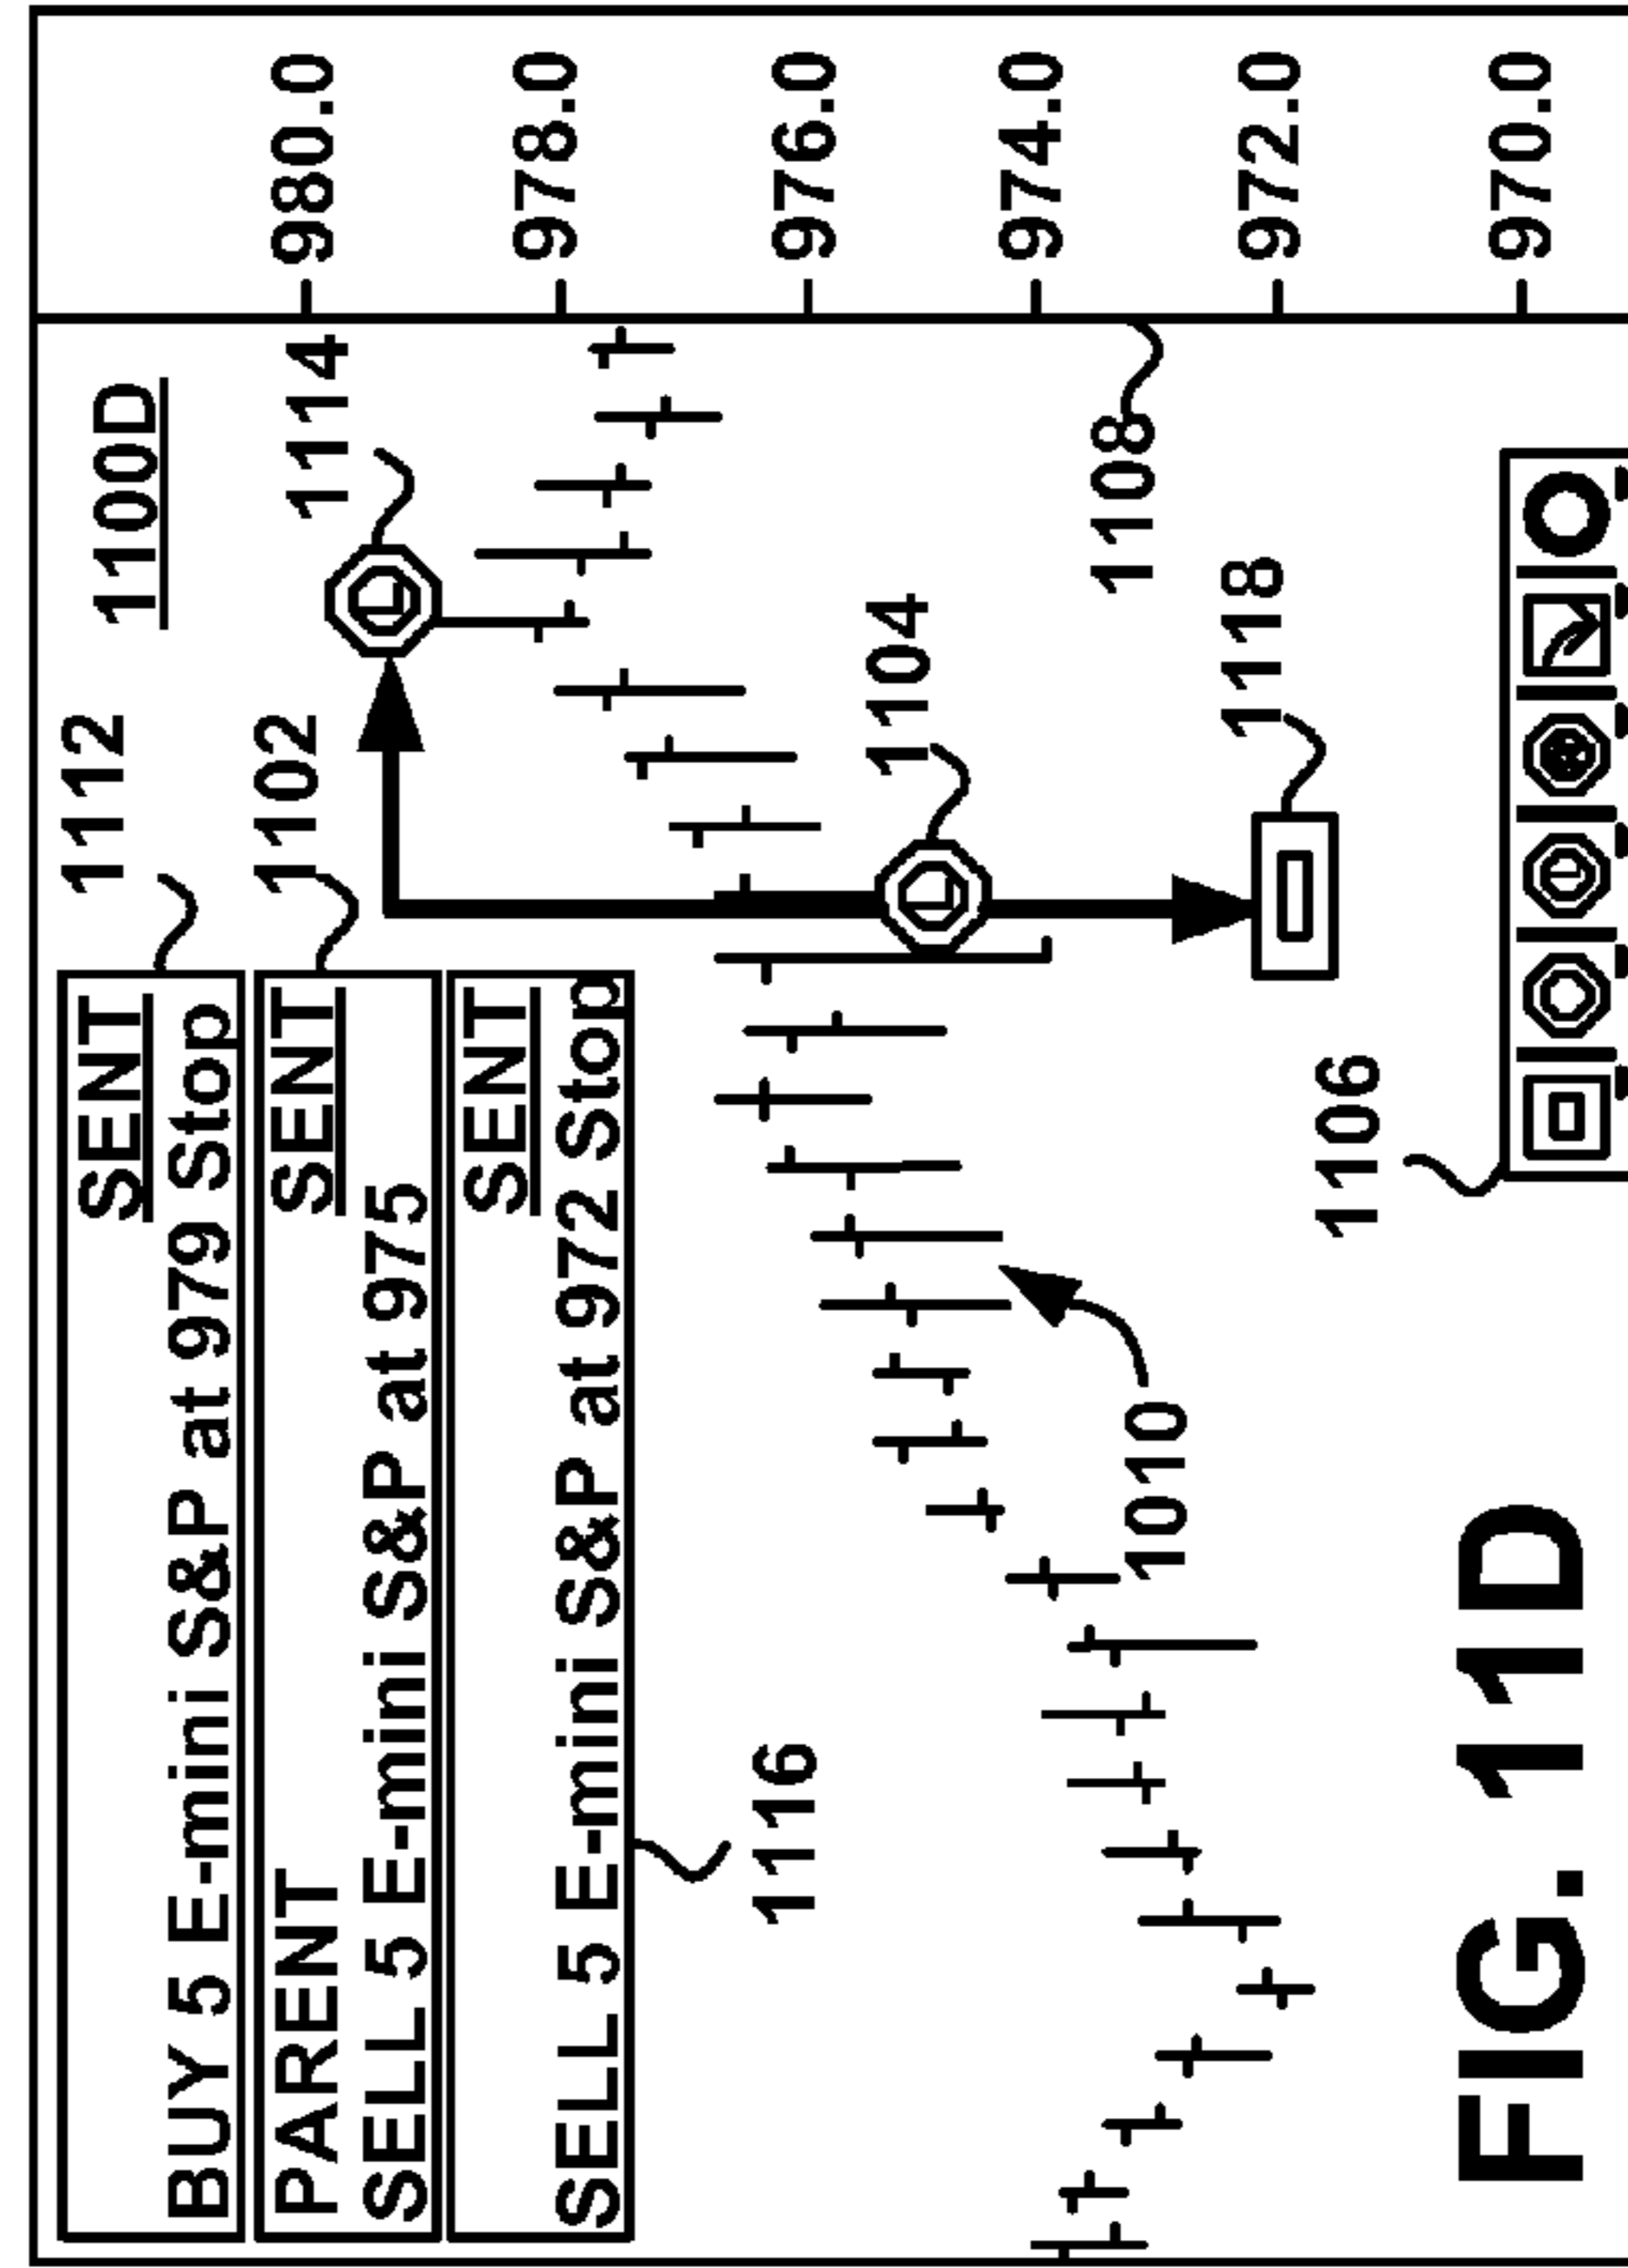 1100D
1112
SENT
BUY 5 E-mini S&P at 979 Stop
1102
SENT
PARENT
SELL 5 E-mini S&P at 975
SENT
SELL 5 E-mini S&P at 972 Stop
1114
1116
1104
1010
1108
1118
1106
980.0
978.0
976.0
974.0
972.0
970.0
L
L
FIG. 11D